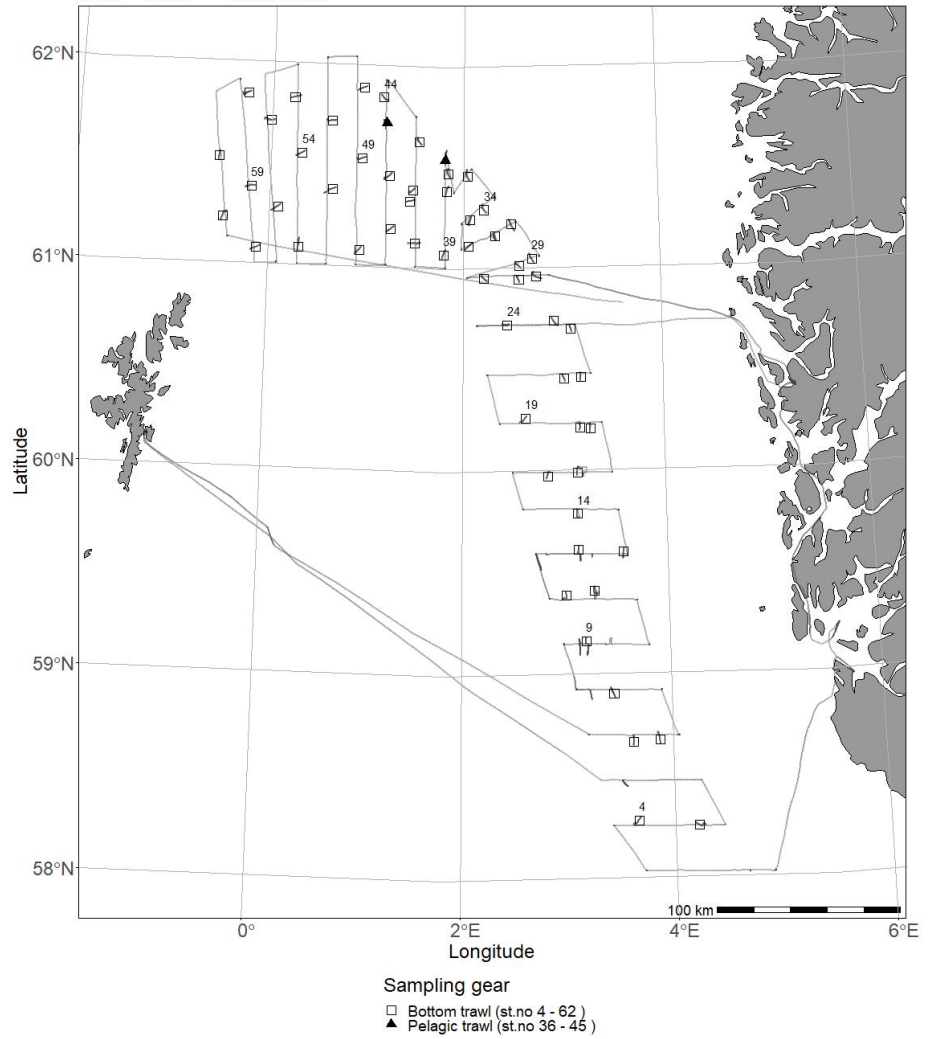 62°N
44
54
49
59
34
61°N
39
29
24
19
60°N
14
59°N
9
4
58°N
100 km
0°
2°E
4°E
6°E
Latitude
Longitude
Sampling gear
Bottom trawl (st.no 4 - 62 )
Pelagic trawl (st.no 36 - 45 )